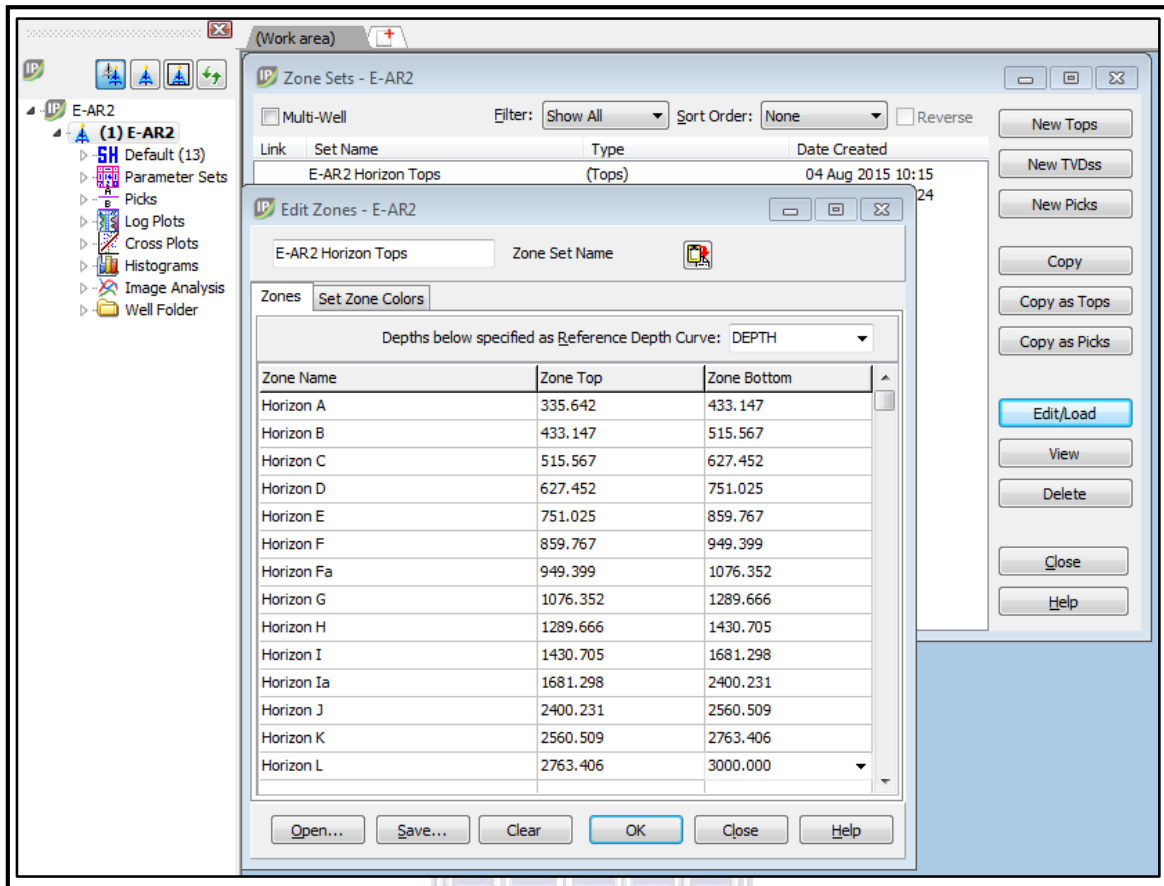 (Work area)
IP
IP Zone Sets - E-AR2
IP E-AR2
(1) E-AR2
SH Default (13)
Parameter Sets
A B Picks
Log Plots
Cross Plots
Histograms
Image Analysis
Well Folder
Multi-Well Filter: Show All Sort Order: None Reverse
Link Set Name Type Date Created
E-AR2 Horizon Tops (Tops) 04 Aug 2015 10:15
24
New Tops
New TVDss
New Picks
Copy
Copy as Tops
Copy as Picks
Edit/Load
View
Delete
Close
Help
IP Edit Zones - E-AR2
E-AR2 Horizon Tops Zone Set Name
Zones Set Zone Colors
Depths below specified as Reference Depth Curve: DEPTH
Zone Name Zone Top Zone Bottom
Horizon A 335.642 433.147
Horizon B 433.147 515.567
Horizon C 515.567 627.452
Horizon D 627.452 751.025
Horizon E 751.025 859.767
Horizon F 859.767 949.399
Horizon Fa 949.399 1076.352
Horizon G 1076.352 1289.666
Horizon H 1289.666 1430.705
Horizon I 1430.705 1681.298
Horizon Ia 1681.298 2400.231
Horizon J 2400.231 2560.509
Horizon K 2560.509 2763.406
Horizon L 2763.406 3000.000
Open... Save... Clear OK Close Help